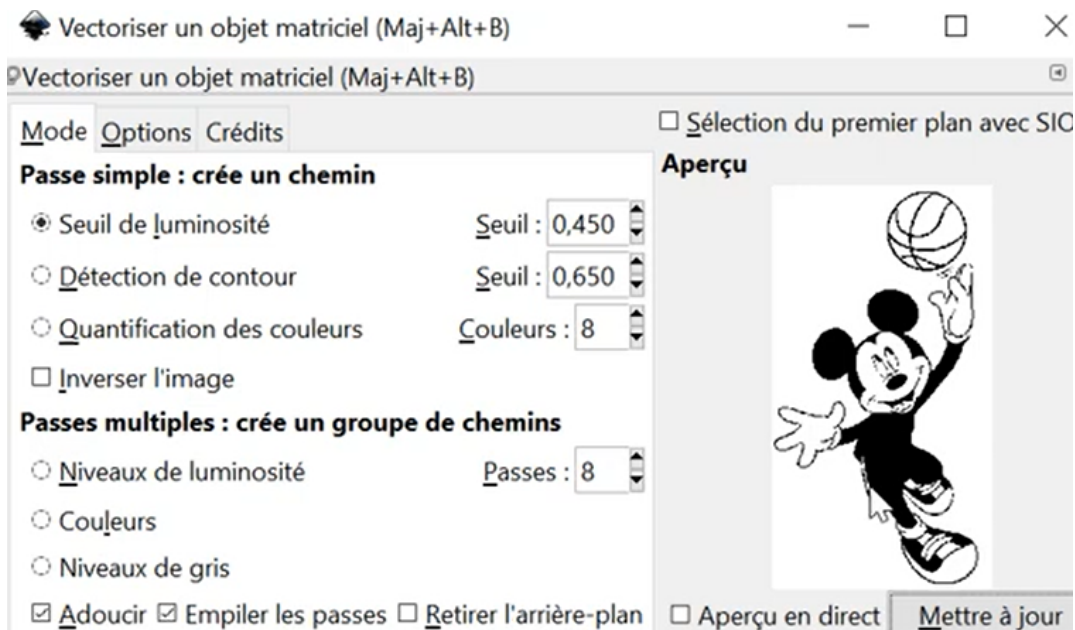 Vectoriser un objet matriciel (Maj+Alt+B)
Vectoriser un objet matriciel (Maj+Alt+B)
Mode Options Crédits
Sélection du premier plan avec SIO
Aperçu
Passe simple : crée un chemin
Seuil de luminosité Seuil : 0,450
Détection de contour Seuil : 0,650
Quantification des couleurs Couleurs : 8
Inverser l'image
Passes multiples : crée un groupe de chemins
Niveaux de luminosité Passes : 8
Couleurs
Niveaux de gris
Adoucir Empiler les passes Retirer l'arrière-plan
Aperçu en direct Mettre à jour